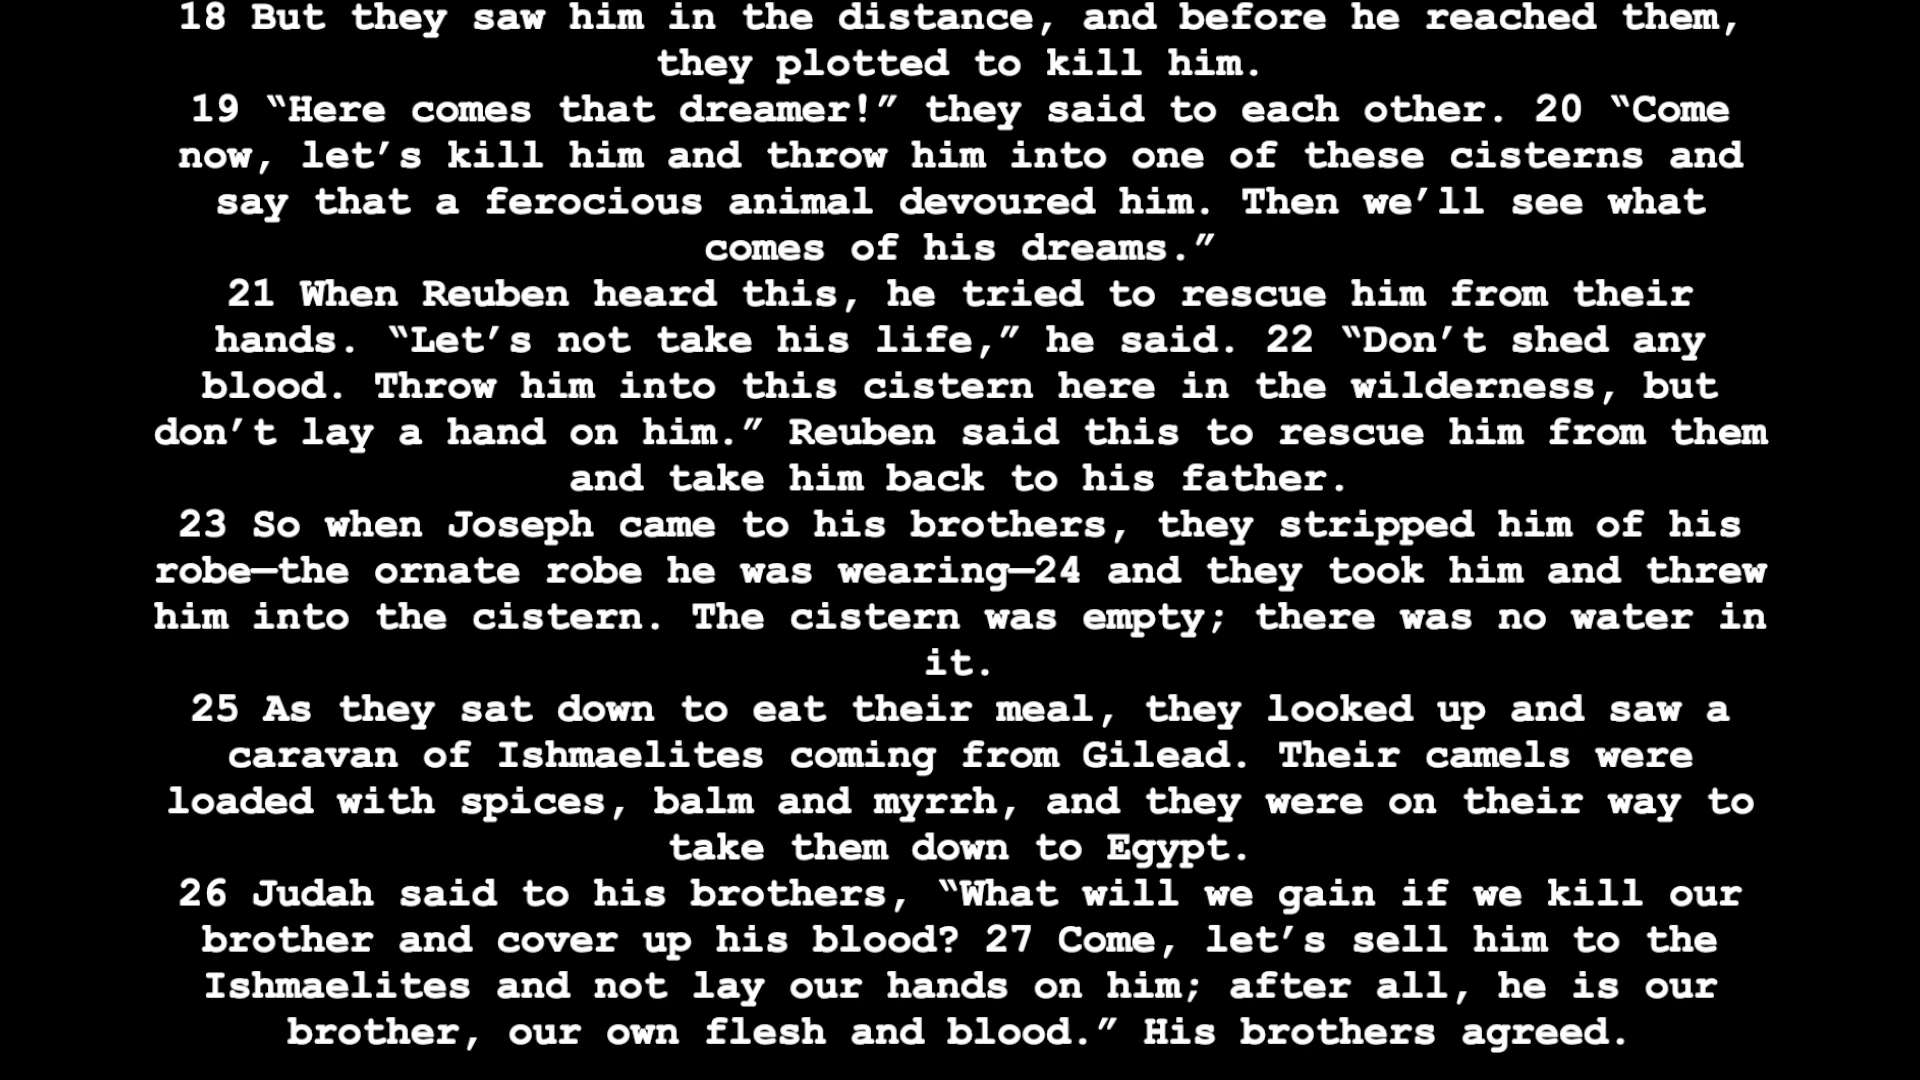 18 But they saw him in the distance, and before he reached them,
they plotted to kill him.
19 “Here comes that dreamer!” they said to each other. 20 “Come
now, let’s kill him and throw him into one of these cisterns and
say that a ferocious animal devoured him. Then we’ll see what
comes of his dreams.”
21 When Reuben heard this, he tried to rescue him from their
hands. “Let’s not take his life,” he said. 22 “Don’t shed any
blood. Throw him into this cistern here in the wilderness, but
don’t lay a hand on him.” Reuben said this to rescue him from them
and take him back to his father.
23 So when Joseph came to his brothers, they stripped him of his
robe—the ornate robe he was wearing—24 and they took him and threw
him into the cistern. The cistern was empty; there was no water in
it.
25 As they sat down to eat their meal, they looked up and saw a
caravan of Ishmaelites coming from Gilead. Their camels were
loaded with spices, balm and myrrh, and they were on their way to
take them down to Egypt.
26 Judah said to his brothers, “What will we gain if we kill our
brother and cover up his blood? 27 Come, let’s sell him to the
Ishmaelites and not lay our hands on him; after all, he is our
brother, our own flesh and blood.” His brothers agreed.